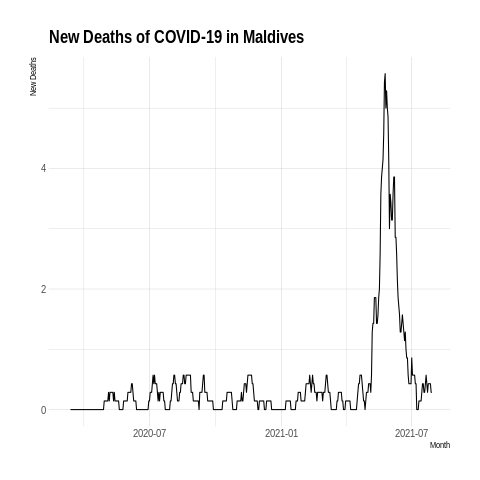 New Deaths of COVID-19 in Maldives
New Deaths
4
2
0
2020-07
2021-01
2021-07
Month